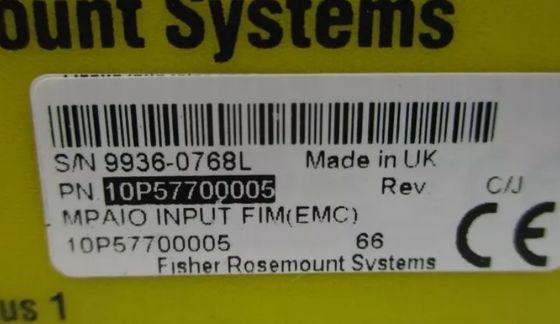 ount Systems
S/N 9936-0768L Made in UK
PN 10P57700005 Rev C/J
MPAIO INPUT FIM(EMC)
10P57700005 66
CE
Fisher Rosemount Systems
us 1